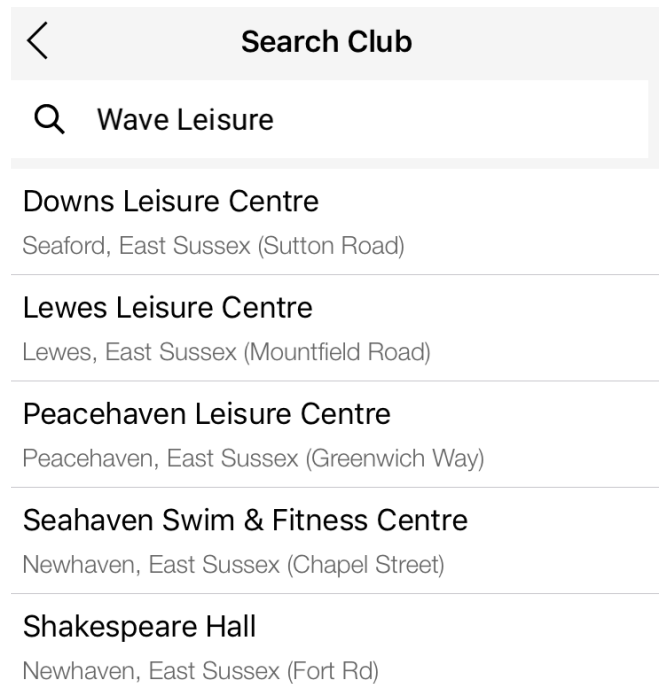 Search Club
Wave Leisure
Downs Leisure Centre
Seaford, East Sussex (Sutton Road)
Lewes Leisure Centre
Lewes, East Sussex (Mountfield Road)
Peacehaven Leisure Centre
Peacehaven, East Sussex (Greenwich Way)
Seahaven Swim & Fitness Centre
Newhaven, East Sussex (Chapel Street)
Shakespeare Hall
Newhaven, East Sussex (Fort Rd)